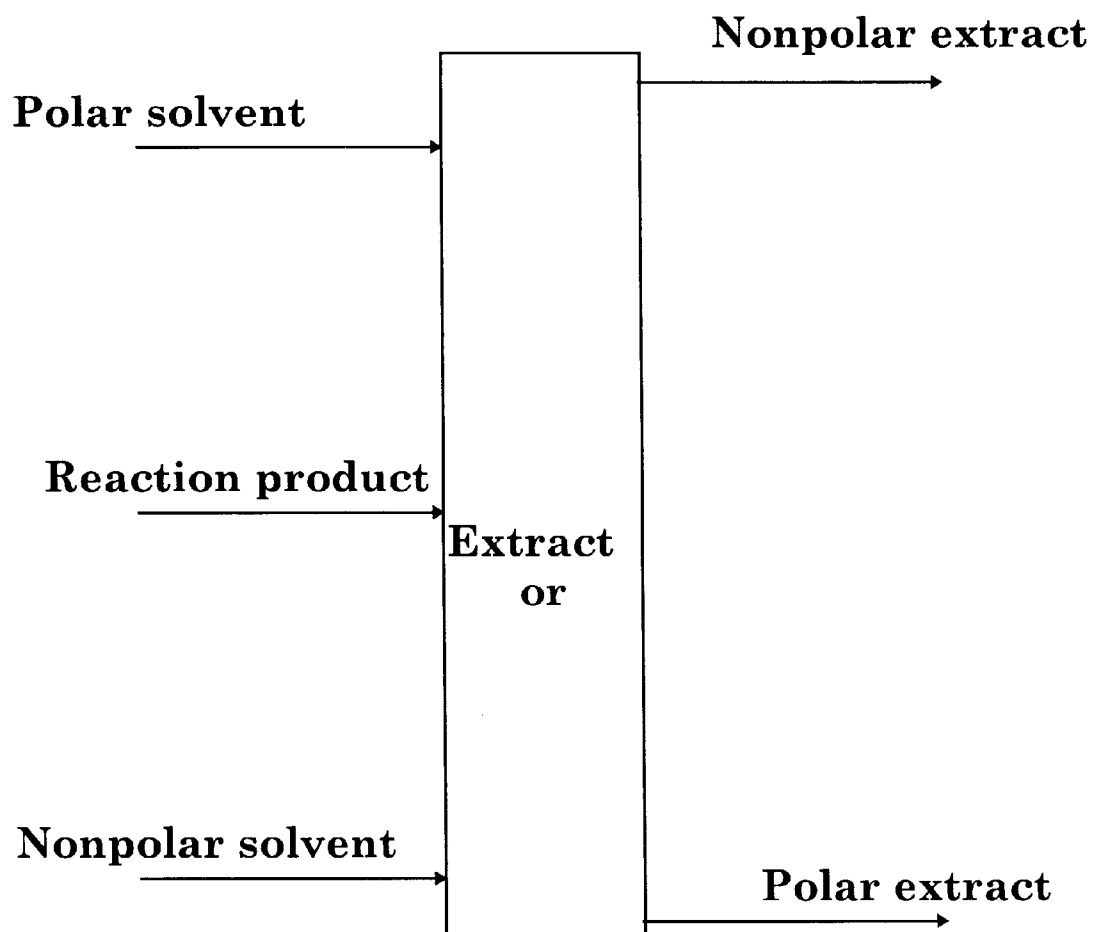 Nonpolar extract
Polar solvent
Reaction product
Extract
or
Nonpolar solvent
Polar extract